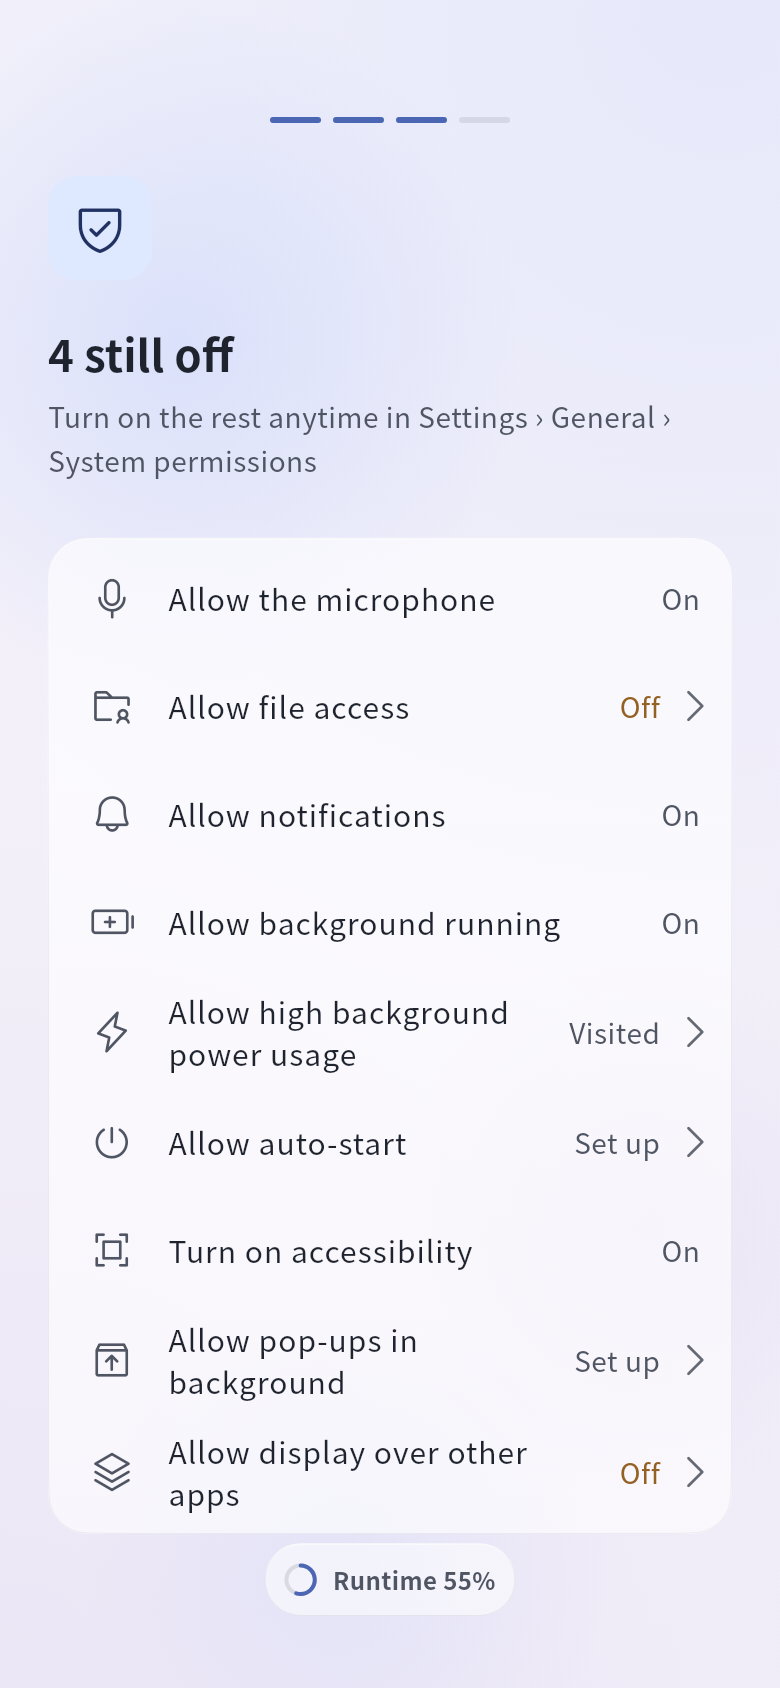 4 still off
Turn on the rest anytime in Settings › General ›
System permissions
Allow the microphone
On
Allow file access
Off
Allow notifications
On
Allow background running
On
Allow high background
power usage
Visited
Allow auto-start
Set up
Turn on accessibility
On
Allow pop-ups in
background
Set up
Allow display over other
apps
Off
Runtime 55%